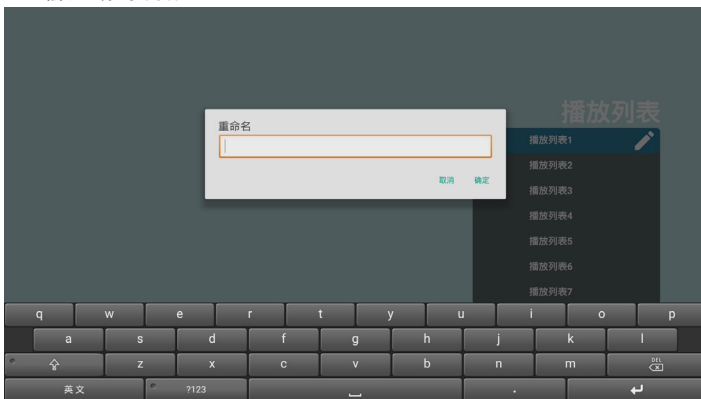 播放列表
重命名
取消 确定
播放列表1
播放列表2
播放列表3
播放列表4
播放列表5
播放列表6
播放列表7
q w e r t y u i o p
a s d f g h j k l
z x c v b n m DEL
英文 ?123 .